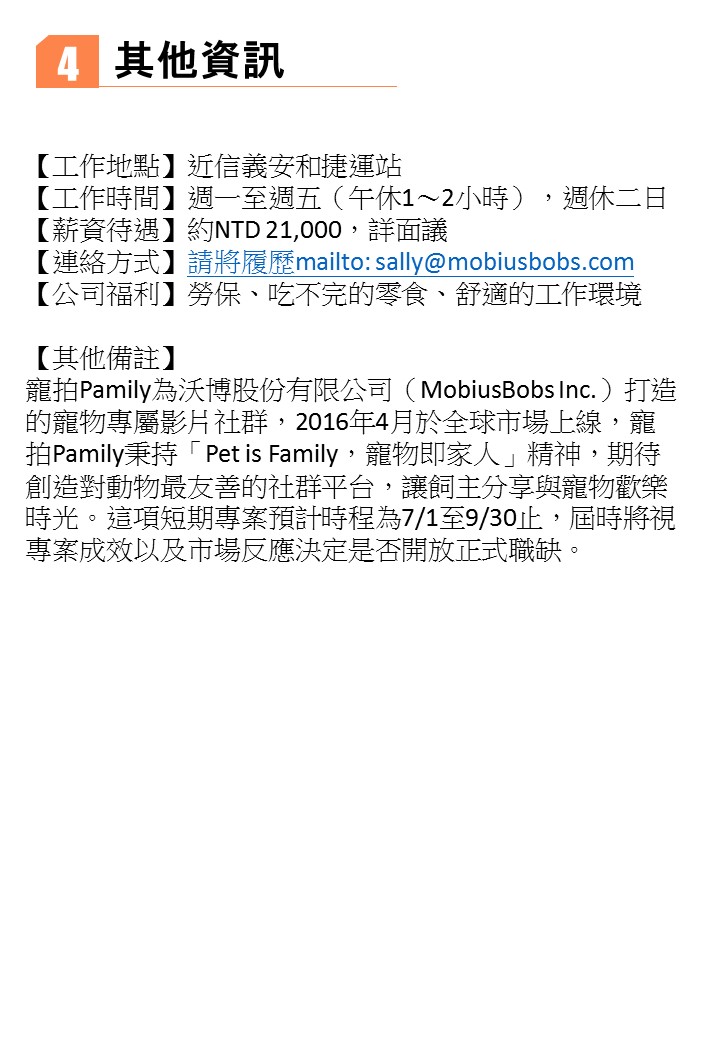 4 其他資訊
【工作地點】近信義安和捷運站
【工作時間】週一至週五（午休1～2小時），週休二日
【薪資待遇】約NTD 21,000，詳面議
【連絡方式】請將履歷mailto: sally@mobiusbobs.com
【公司福利】勞保、吃不完的零食、舒適的工作環境
【其他備註】
寵拍Pamily為沃博股份有限公司（MobiusBobs Inc.）打造
的寵物專屬影片社群，2016年4月於全球市場上線，寵
拍Pamily秉持「Pet is Family，寵物即家人」精神，期待
創造對動物最友善的社群平台，讓飼主分享與寵物歡樂
時光。這項短期專案預計時程為7/1至9/30止，屆時將視
專案成效以及市場反應決定是否開放正式職缺。